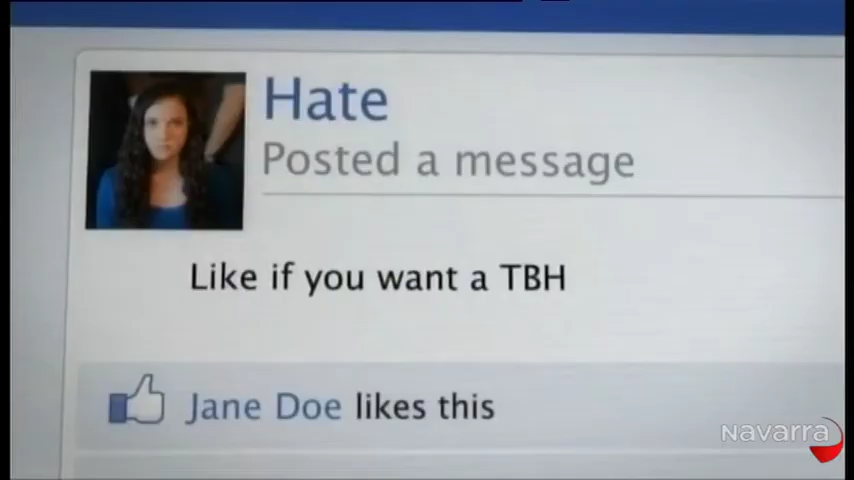 Hate
Posted a message
Like if you want a TBH
Jane Doe likes this
Navarra